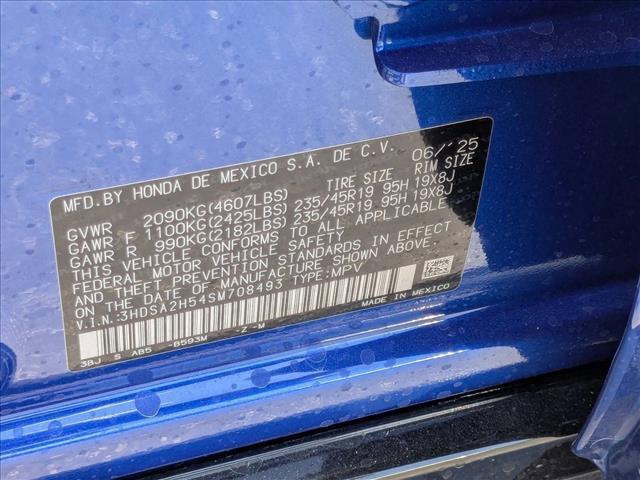 MFD.BY HONDA DE MEXICO S.A. DE C.V. 06/'25
TIRE SIZE RIM SIZE
GVWR 2090KG(4607LBS)
GAWR F 1100KG(2425LBS) 235/45R19 95H 19X8J
GAWR R 990KG(2182LBS) 235/45R19 95H 19X8J
THIS VEHICLE CONFORMS TO ALL APPLICABLE
FEDERAL MOTOR VEHICLE SAFETY
AND THEFT PREVENTION STANDARDS IN EFFECT
ON THE DATE OF MANUFACTURE SHOWN ABOVE.
V.I.N.:3HDSA2H54SM708493 TYPE:MPV
MADE IN MEXICO
3BJ S AB5 -B593M -Z-M